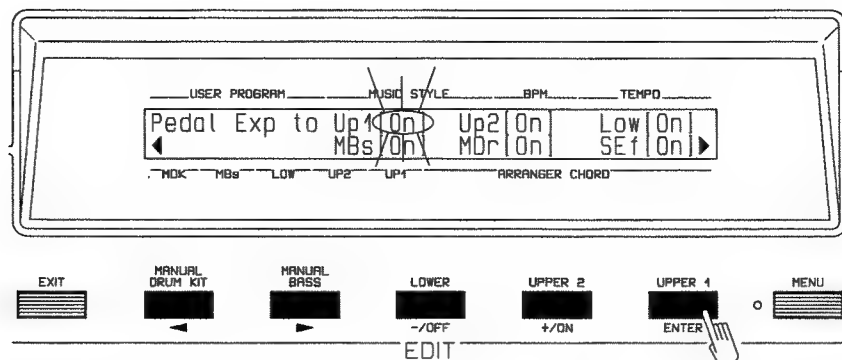 USER PROGRAM MUSIC STYLE BPM TEMPO
Pedal Exp to Up1[On] Up2[On] Low[On]
◄ MBs[On] MDr[On] SEf[On]►
MDK MBs LOW UP2 UP1 ARRANGER CHORD
EXIT MANUAL DRUM KIT MANUAL BASS LOWER UPPER 2 UPPER 1 MENU
◄ ► -/OFF +/ON ENTER
EDIT